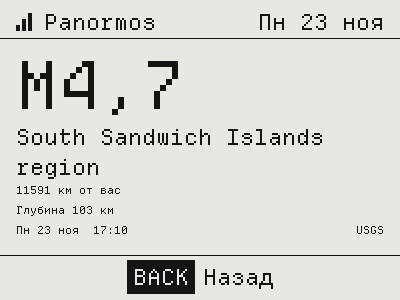 Panormos Пн 23 ноя
M4,7
South Sandwich Islands
region
11591 км от вас
Глубина 103 км
Пн 23 ноя 17:10 USGS
BACK Назад